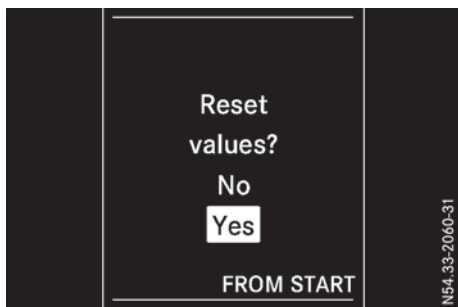 Reset
values?
No
Yes
FROM START
N54.33-2060-31